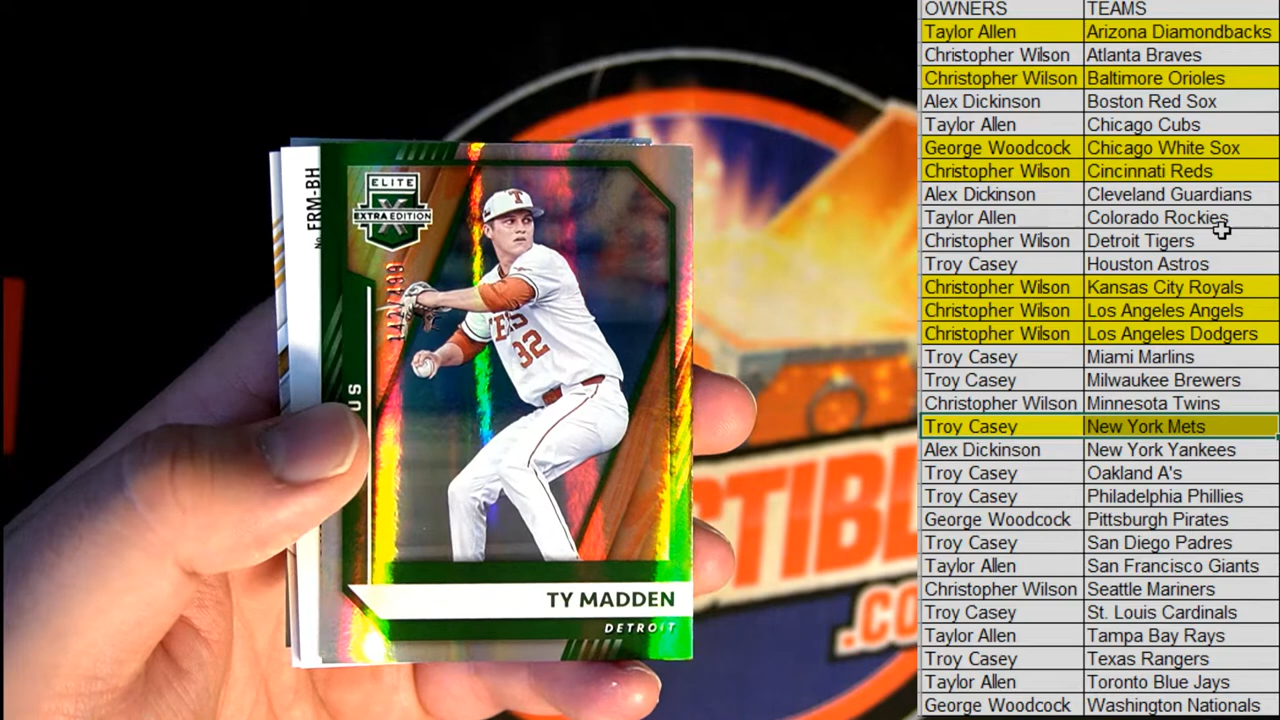 OWNERS TEAMS
Taylor Allen Arizona Diamondbacks
Christopher Wilson Atlanta Braves
Christopher Wilson Baltimore Orioles
Alex Dickinson Boston Red Sox
Taylor Allen Chicago Cubs
George Woodcock Chicago White Sox
Christopher Wilson Cincinnati Reds
Alex Dickinson Cleveland Guardians
Taylor Allen Colorado Rockies
Christopher Wilson Detroit Tigers
Troy Casey Houston Astros
Christopher Wilson Kansas City Royals
Christopher Wilson Los Angeles Angels
Christopher Wilson Los Angeles Dodgers
Troy Casey Miami Marlins
Troy Casey Milwaukee Brewers
Christopher Wilson Minnesota Twins
Troy Casey New York Mets
Alex Dickinson New York Yankees
Troy Casey Oakland A's
Troy Casey Philadelphia Phillies
George Woodcock Pittsburgh Pirates
Troy Casey San Diego Padres
Taylor Allen San Francisco Giants
Christopher Wilson Seattle Mariners
Troy Casey St. Louis Cardinals
Taylor Allen Tampa Bay Rays
Troy Casey Texas Rangers
Taylor Allen Toronto Blue Jays
George Woodcock Washington Nationals
No. FRM-BH
ELITE
X
EXTRA EDITION
T
32
US
TY MADDEN
DETROIT
CTIBL
.CO